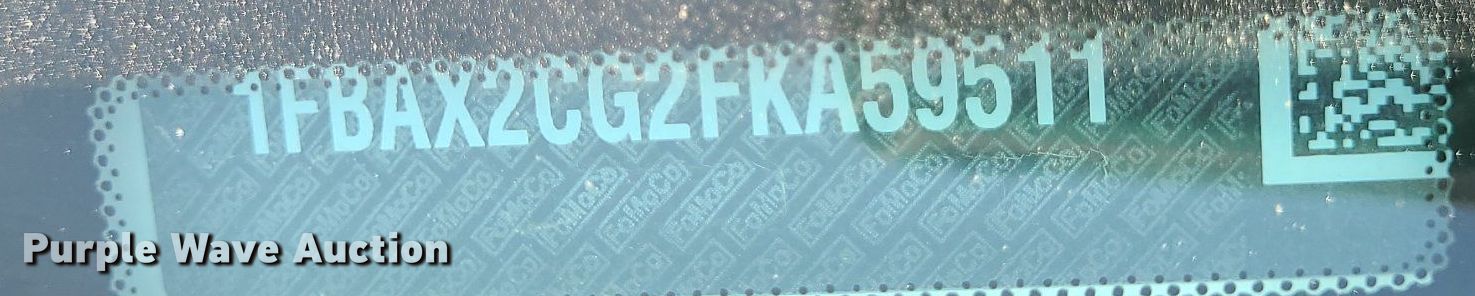 1FBAX2CG2FKA59511
Purple Wave Auction